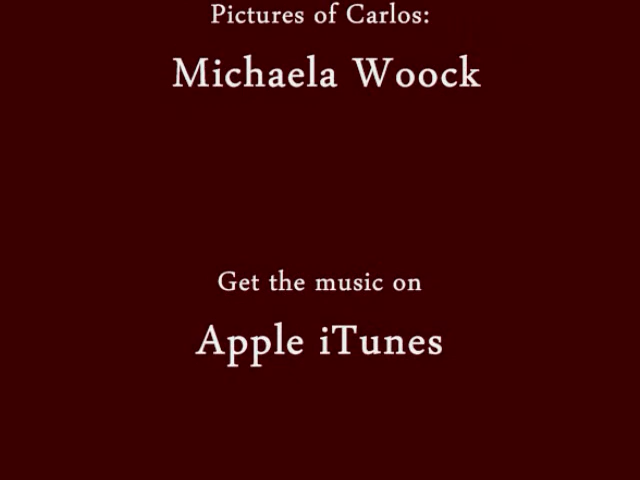 Pictures of Carlos:
Michaela Woock
Get the music on
Apple iTunes